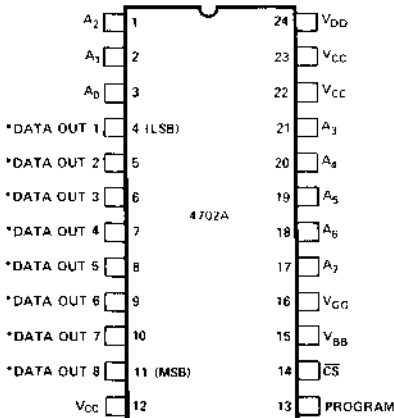 A2 1 24 VDD
A1 2 23 VCC
A0 3 22 VCC
*DATA OUT 1 4 (LSB) 21 A3
*DATA OUT 2 5 20 A4
*DATA OUT 3 6 19 A5
4702A
*DATA OUT 4 7 18 A6
*DATA OUT 5 8 17 A7
*DATA OUT 6 9 16 VGG
*DATA OUT 7 10 15 VBB
*DATA OUT 8 11 (MSB) 14 CS
VCC 12 13 PROGRAM